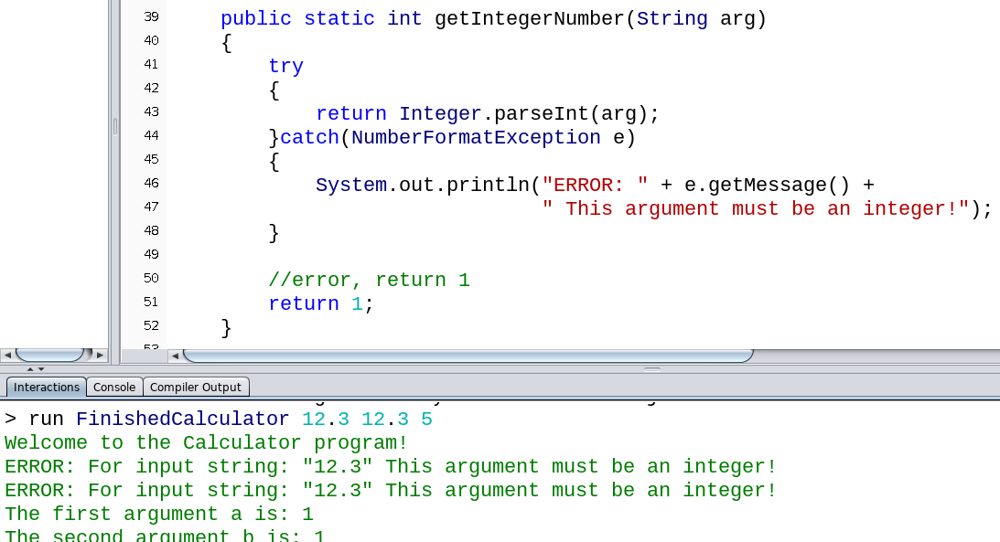 39 public static int getIntegerNumber(String arg)
40 {
41 try
42 {
43 return Integer.parseInt(arg);
44 }catch(NumberFormatException e)
45 {
46 System.out.println("ERROR: " + e.getMessage() +
47 " This argument must be an integer!");
48 }
49
50 //error, return 1
51 return 1;
52 }
53
Interactions Console Compiler Output
> run FinishedCalculator 12.3 12.3 5
Welcome to the Calculator program!
ERROR: For input string: "12.3" This argument must be an integer!
ERROR: For input string: "12.3" This argument must be an integer!
The first argument a is: 1
The second argument b is: 1